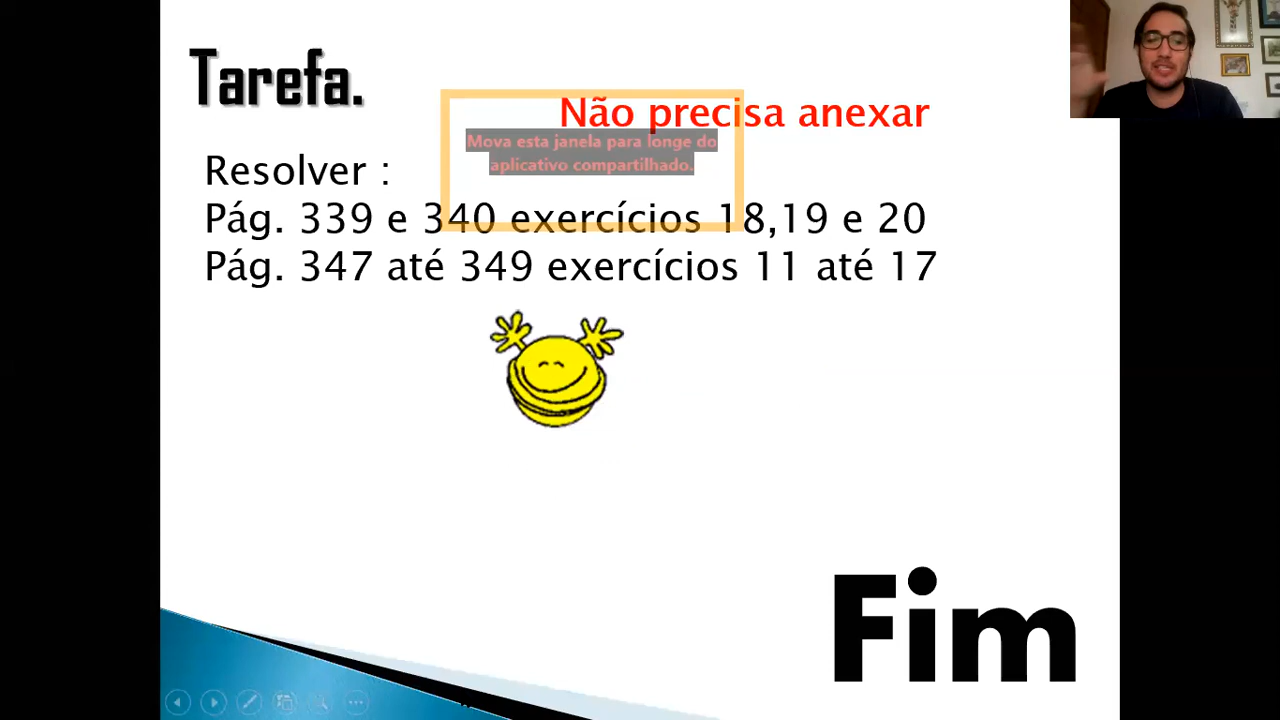 Tarefa.
Não precisa anexar
Mova esta janela para longe do
aplicativo compartilhado.
Resolver :
Pág. 339 e 340 exercícios 18,19 e 20
Pág. 347 até 349 exercícios 11 até 17
Fim